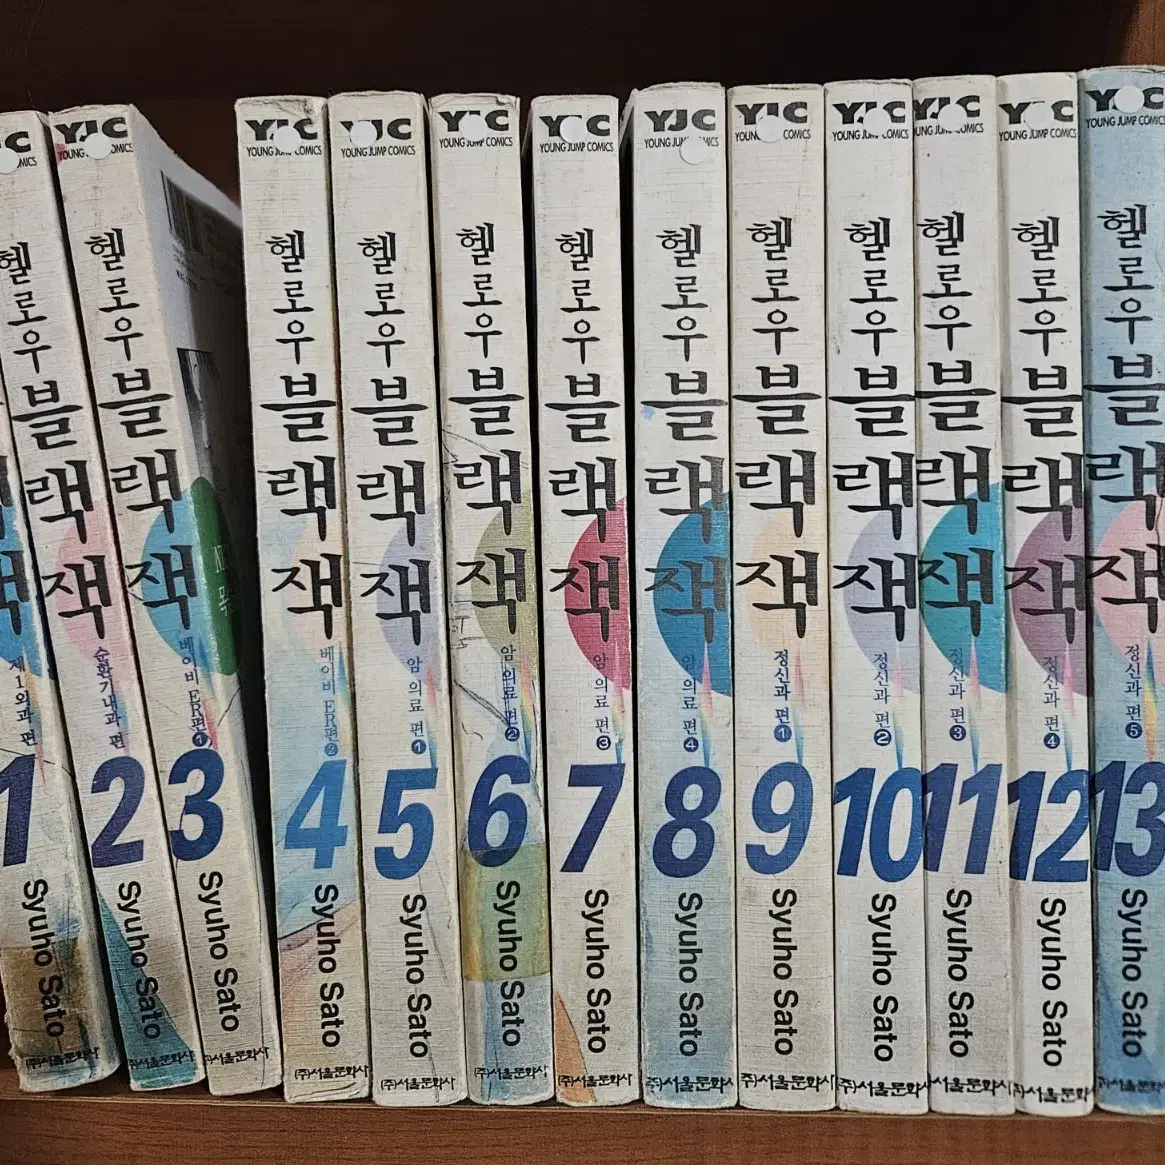 COMICS
헬로우
블랙잭
제1외과 편
1
Syuho Sato
YJC
YOUNG JUMP COMICS
헬로우
블랙잭
순환기내과 편
2
Syuho Sato
(주)서울문화사
헬로우
블랙잭
베이비 ER편 1
3
Syuho Sato
(주)서울문화사
YJC
YOUNG JUMP COMICS
헬로우
블랙잭
베이비 ER편 2
4
Syuho Sato
(주)서울문화사
YJC
YOUNG JUMP COMICS
헬로우
블랙잭
암 의료 편 1
5
Syuho Sato
(주)서울문화사
YJC
YOUNG JUMP COMICS
헬로우
블랙잭
암 의료 편 2
6
Syuho Sato
(주)서울문화사
YJC
YOUNG JUMP COMICS
헬로우
블랙잭
암 의료 편 3
7
Syuho Sato
(주)서울문화사
YJC
YOUNG JUMP COMICS
헬로우
블랙잭
암 의료 편 4
8
Syuho Sato
(주)서울문화사
YJC
YOUNG JUMP COMICS
헬로우
블랙잭
정신과 편 1
9
Syuho Sato
(주)서울문화사
YJC
YOUNG JUMP COMICS
헬로우
블랙잭
정신과 편 2
10
Syuho Sato
(주)서울문화사
YJC
YOUNG JUMP COMICS
헬로우
블랙잭
정신과 편 3
11
Syuho Sato
(주)서울문화사
YJC
YOUNG JUMP COMICS
헬로우
블랙잭
정신과 편 4
12
Syuho Sato
(주)서울문화사
YJC
YOUNG JUMP COMICS
헬로우
블랙잭
정신과 편 5
13
Syuho Sato
(주)서울문화사